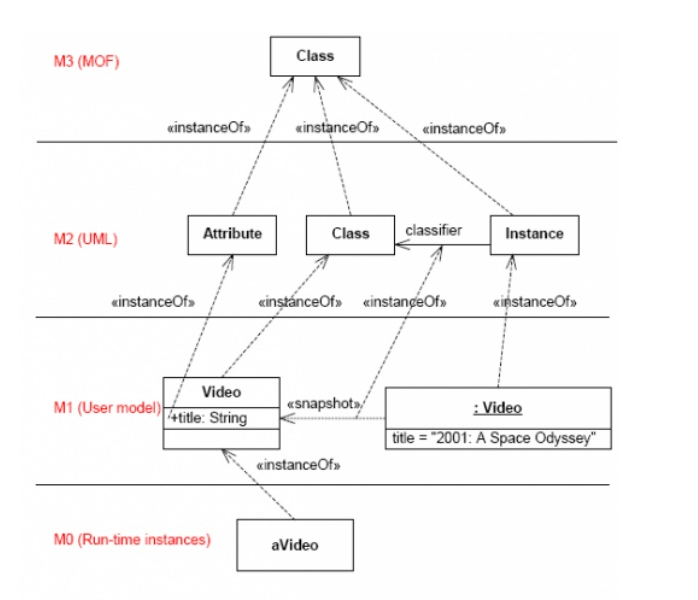 Class
M3 (MOF)
«instanceOf» «instanceOf» «instanceOf»
Attribute Class classifier Instance
M2 (UML)
«instanceOf» «instanceOf» «instanceOf» «instanceOf»
Video
M1 (User model) +title: String
«snapshot»
: Video
title = "2001: A Space Odyssey"
«instanceOf»
M0 (Run-time instances) aVideo